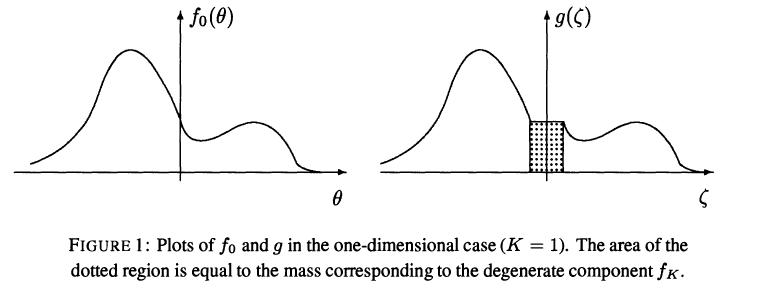 f₀(θ)
g(ζ)
θ
ζ
FIGURE 1: Plots of f₀ and g in the one-dimensional case (K = 1). The area of the
dotted region is equal to the mass corresponding to the degenerate component f_K.